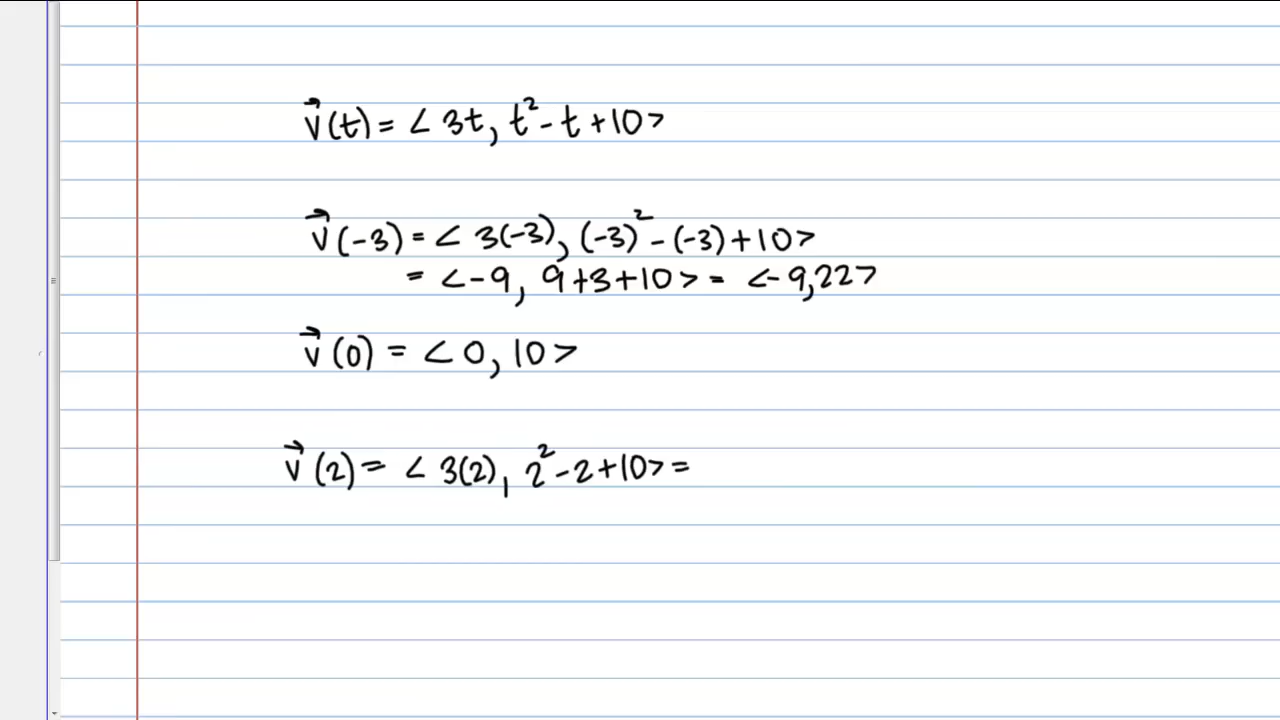 v⃗(t) = < 3t, t² - t + 10 >
v⃗(-3) = < 3(-3), (-3)² - (-3) + 10 >
= < -9, 9 + 3 + 10 > = < -9, 22 >
v⃗(0) = < 0, 10 >
v⃗(2) = < 3(2), 2² - 2 + 10 > =